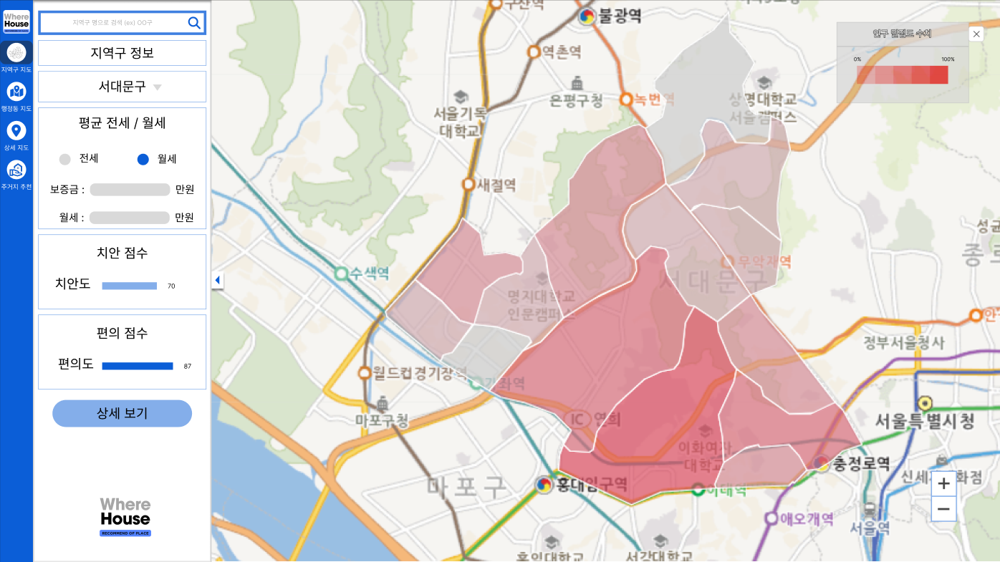 Where
House
RECOMMEND OF PLACE
지역구 지도
행정동 지도
상세 지도
주거지 추천
지역구 명으로 검색 (ex) OO구
지역구 정보
서대문구
평균 전세 / 월세
전세
월세
보증금 :
만원
월세 :
만원
치안 점수
치안도
70
편의 점수
편의도
87
상세 보기
Where
House
RECOMMEND OF PLACE
구산역
불광역
역촌역
은평구청
녹번역
서울기독
대학교
상명대학교
서울캠퍼스
인구 밀집도 수치
0%
100%
새절역
수색역
무악재역
서대문구
명지대학교
인문캠퍼스
성균
종로
정부서울청사
월드컵경기장역
가좌역
마포구청
IC 연희
이화여자
대학교
서울특별시청
충정로역
마포구
홍대입구역
이대역
애오개역
서울역
홍익대학교
서강대학교
+
−